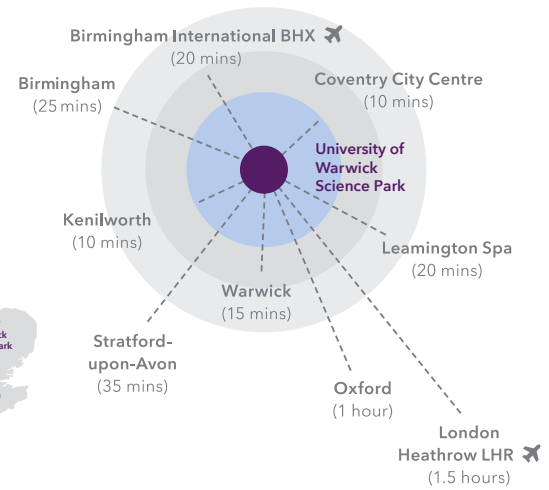 Birmingham International BHX
(20 mins)
Birmingham
(25 mins)
Coventry City Centre
(10 mins)
University of
Warwick
Science Park
Kenilworth
(10 mins)
Leamington Spa
(20 mins)
Warwick
(15 mins)
Stratford-
upon-Avon
(35 mins)
Oxford
(1 hour)
London
Heathrow LHR
(1.5 hours)